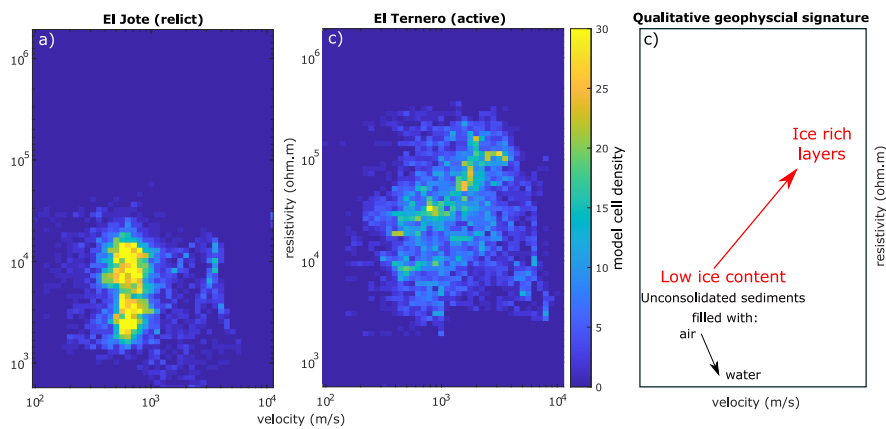 El Jote (relict)
a)
10^6
10^5
10^4
10^3
10^2
10^3
10^4
velocity (m/s)
El Ternero (active)
c)
resistivity (ohm.m)
10^6
10^5
10^4
10^3
10^2
10^3
10^4
velocity (m/s)
30
25
20
15
10
5
0
model cell density
Qualitative geophyscial signature
c)
Ice rich
layers
Low ice content
Unconsolidated sediments
filled with:
air
water
resistivity (ohm.m)
velocity (m/s)